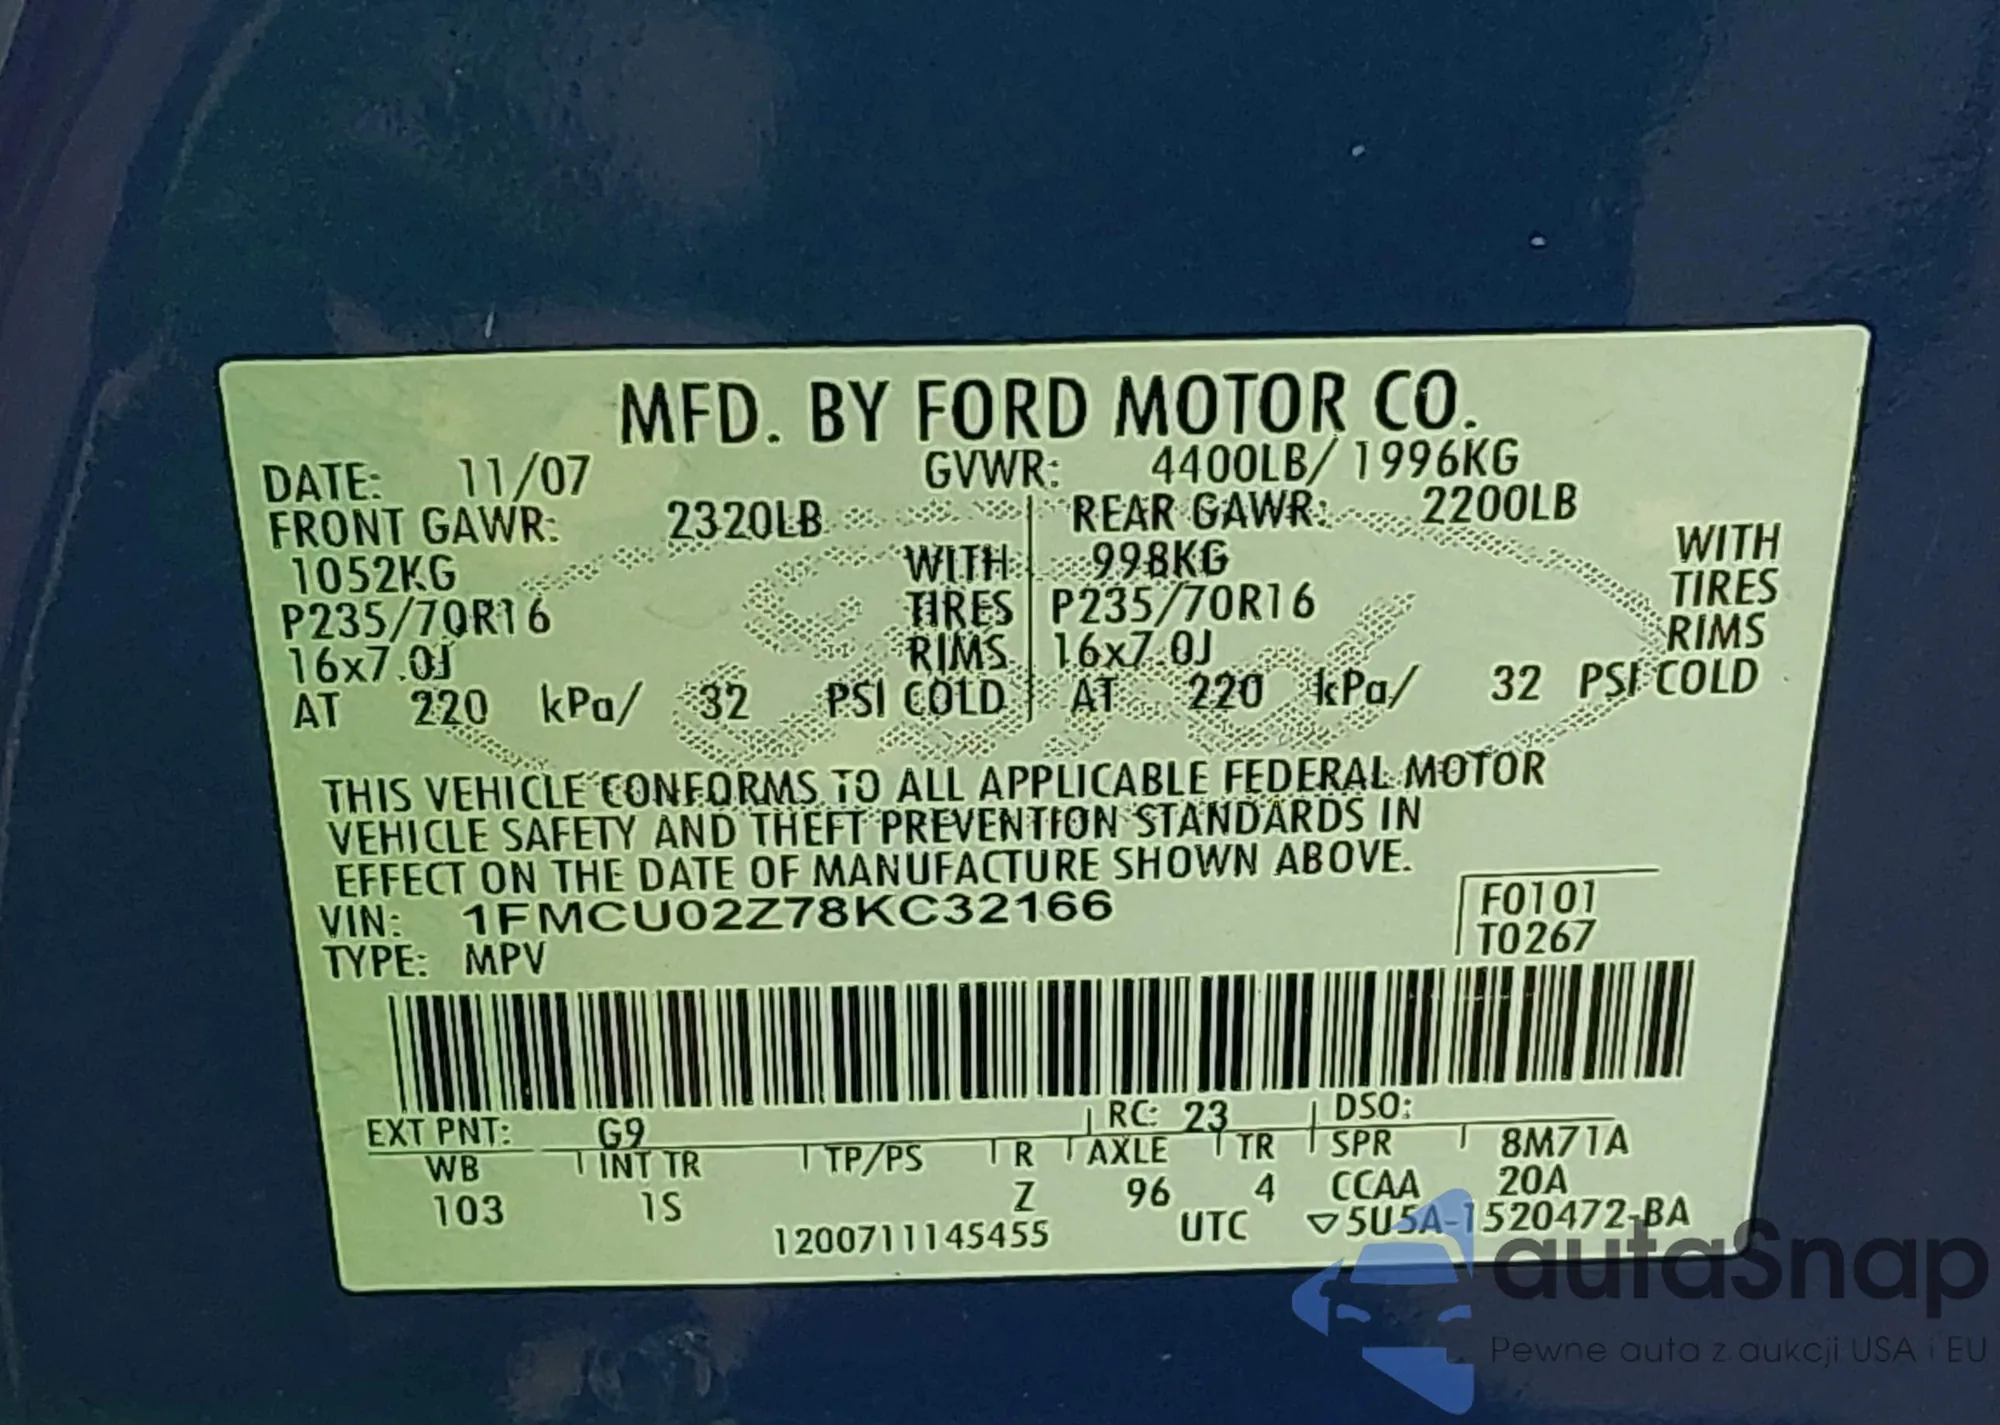 MFD. BY FORD MOTOR CO.
DATE: 11/07 GVWR: 4400LB/ 1996KG
FRONT GAWR: 2320LB REAR GAWR: 2200LB
1052KG WITH 998KG WITH
P235/70R16 TIRES P235/70R16 TIRES
16x7.0J RIMS 16x7.0J RIMS
AT 220 kPa/ 32 PSI COLD AT 220 kPa/ 32 PSI COLD
THIS VEHICLE CONFORMS TO ALL APPLICABLE FEDERAL MOTOR
VEHICLE SAFETY AND THEFT PREVENTION STANDARDS IN
EFFECT ON THE DATE OF MANUFACTURE SHOWN ABOVE.
VIN: 1FMCU02Z78KC32166 F0101
TYPE: MPV T0267
EXT PNT: G9 RC: 23 DSO:
WB INT TR TP/PS R AXLE TR SPR 8M71A
103 1S Z 96 4 CCAA 20A
1200711145455 UTC ▽5U5A-1520472-BA
autaSnap
Pewne auta z aukcji USA i EU